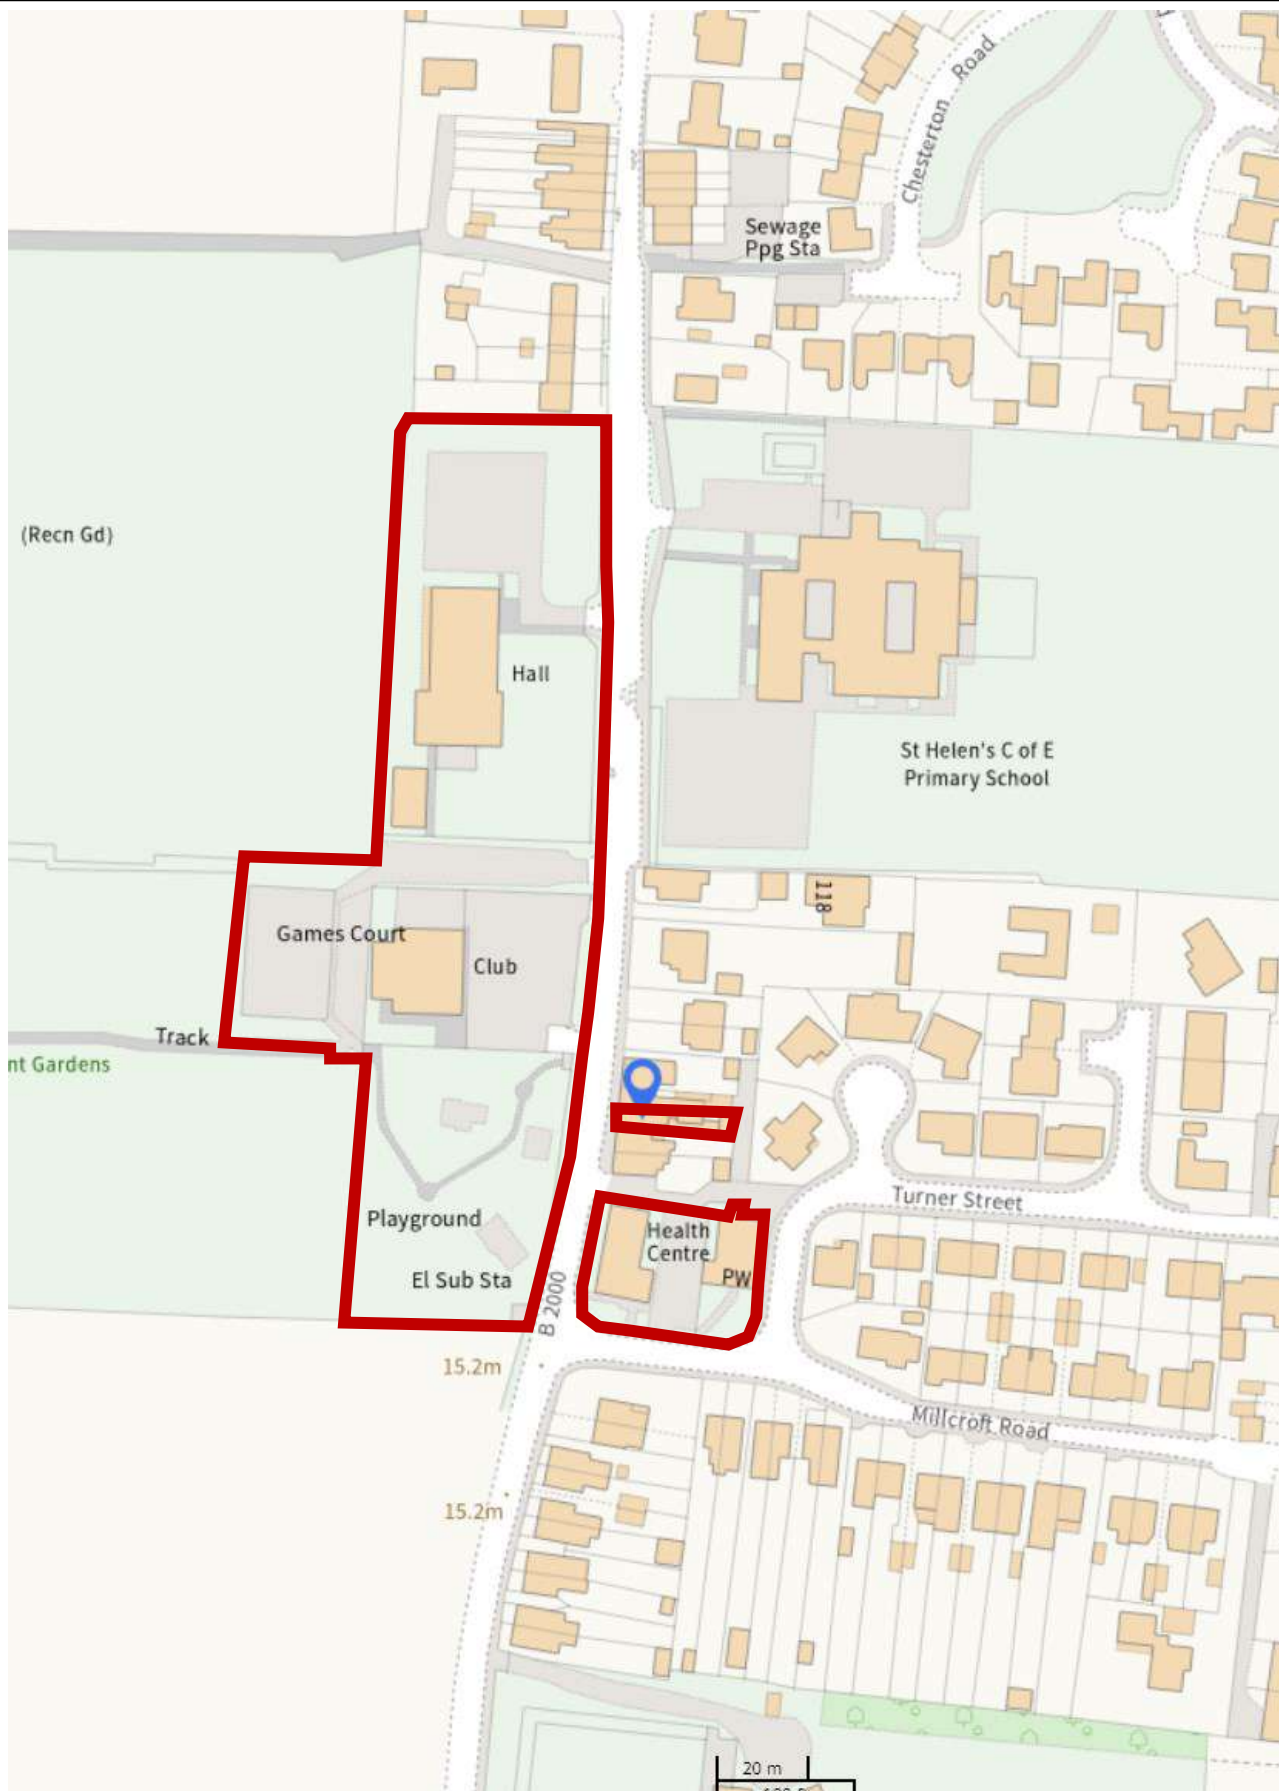 Chesterton Road
Sewage
Ppg Sta
(Recn Gd)
Hall
St Helen's C of E
Primary School
118
Games Court
Club
Track
nt Gardens
Turner Street
Playground
Health
Centre
PW
El Sub Sta
B 2000
15.2m
Millcroft Road
15.2m
20 m